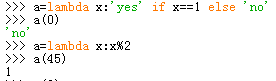 >>> a=lambda x:'yes' if x==1 else 'no'
>>> a(0)
'no'
>>> a=lambda x:x%2
>>> a(45)
1